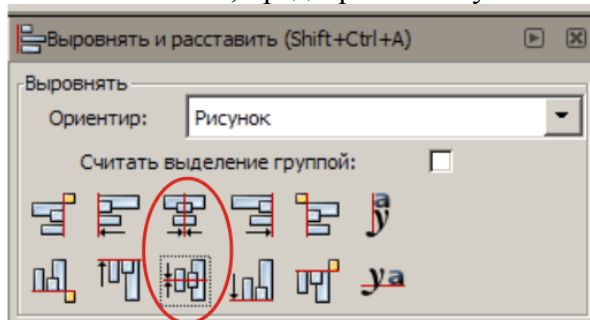 Выровнять и расставить (Shift+Ctrl+A)
Выровнять
Ориентир: Рисунок
Считать выделение группой: